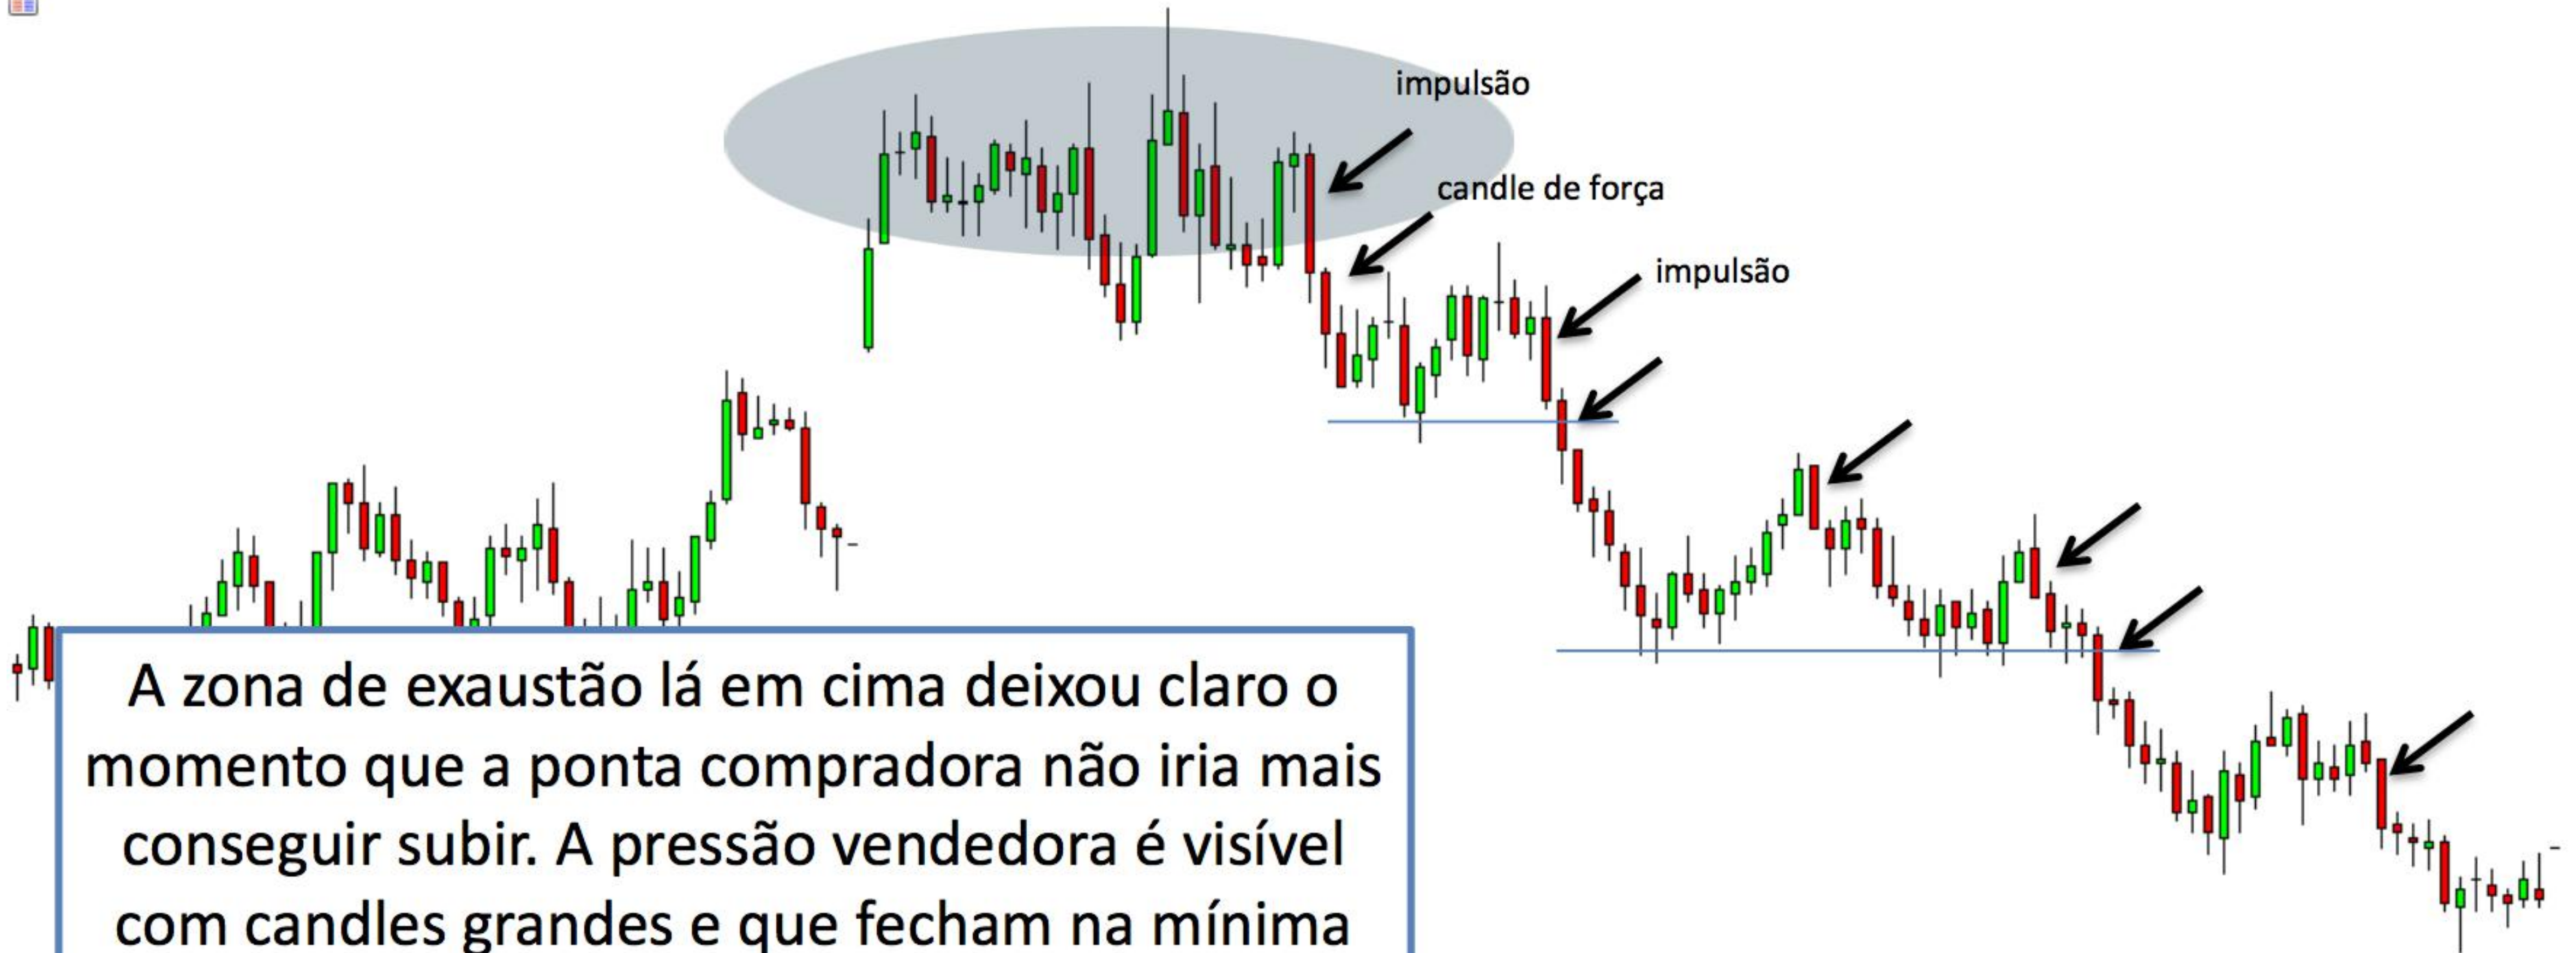 impulsão
candle de força
impulsão
A zona de exaustão lá em cima deixou claro o
momento que a ponta compradora não iria mais
conseguir subir. A pressão vendedora é visível
com candles grandes e que fecham na mínima